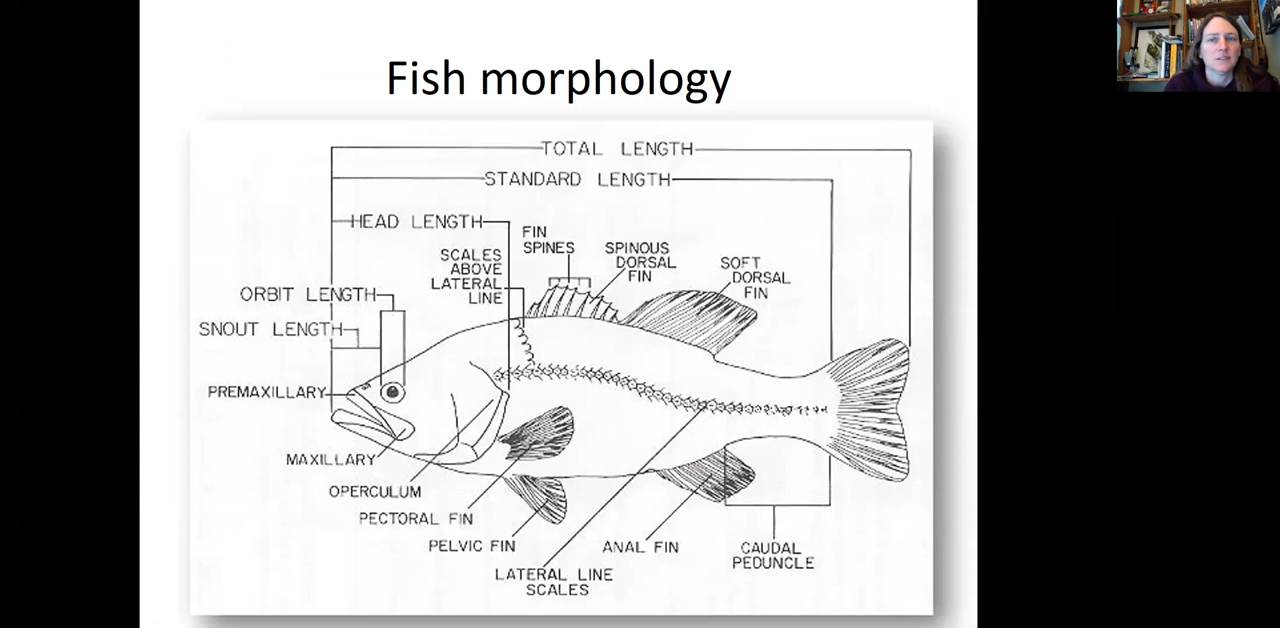 Fish morphology
TOTAL LENGTH
STANDARD LENGTH
HEAD LENGTH
FIN
SPINES
SCALES
ABOVE
LATERAL
LINE
SPINOUS
DORSAL
FIN
SOFT
DORSAL
FIN
ORBIT LENGTH
SNOUT LENGTH
PREMAXILLARY
MAXILLARY
OPERCULUM
PECTORAL FIN
PELVIC FIN
LATERAL LINE
SCALES
ANAL FIN
CAUDAL
PEDUNCLE